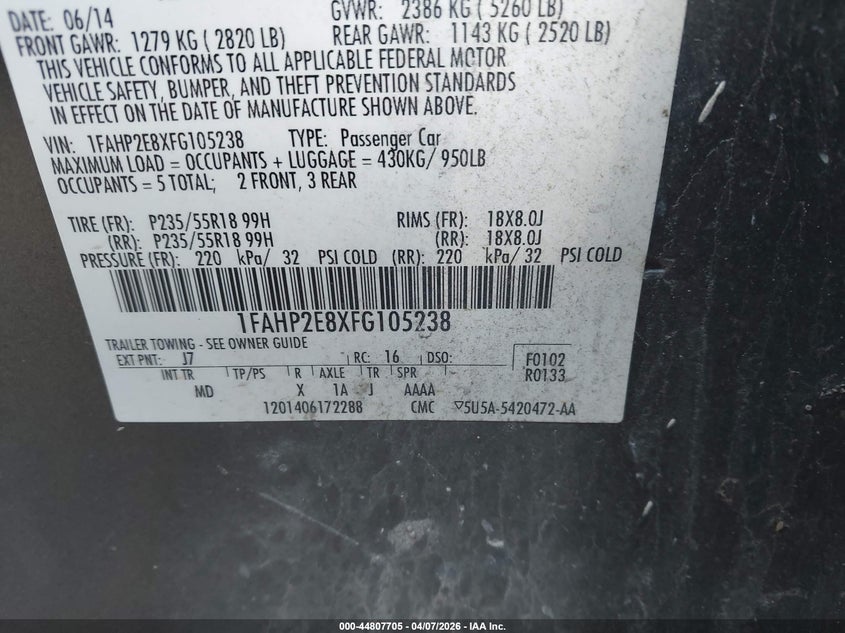 DATE: 06/14
GVWR: 2386 KG ( 5260 LB)
FRONT GAWR: 1279 KG ( 2820 LB)
REAR GAWR: 1143 KG ( 2520 LB)
THIS VEHICLE CONFORMS TO ALL APPLICABLE FEDERAL MOTOR
VEHICLE SAFETY, BUMPER, AND THEFT PREVENTION STANDARDS
IN EFFECT ON THE DATE OF MANUFACTURE SHOWN ABOVE.
VIN: 1FAHP2E8XFG105238 TYPE: Passenger Car
MAXIMUM LOAD = OCCUPANTS + LUGGAGE = 430KG/ 950LB
OCCUPANTS = 5 TOTAL; 2 FRONT, 3 REAR
TIRE (FR): P235/55R18 99H RIMS (FR): 18X8.0J
(RR): P235/55R18 99H (RR): 18X8.0J
PRESSURE (FR): 220 kPa/ 32 PSI COLD (RR): 220 kPa/ 32 PSI COLD
1FAHP2E8XFG105238
TRAILER TOWING - SEE OWNER GUIDE
EXT PNT: J7 RC: 16 DSO: F0102
INT TR TP/PS R AXLE TR SPR R0133
MD X 1A J AAAA
1201406172288 CMC ▽5U5A-5420472-AA
000-44807705 - 04/07/2026 - IAA Inc.